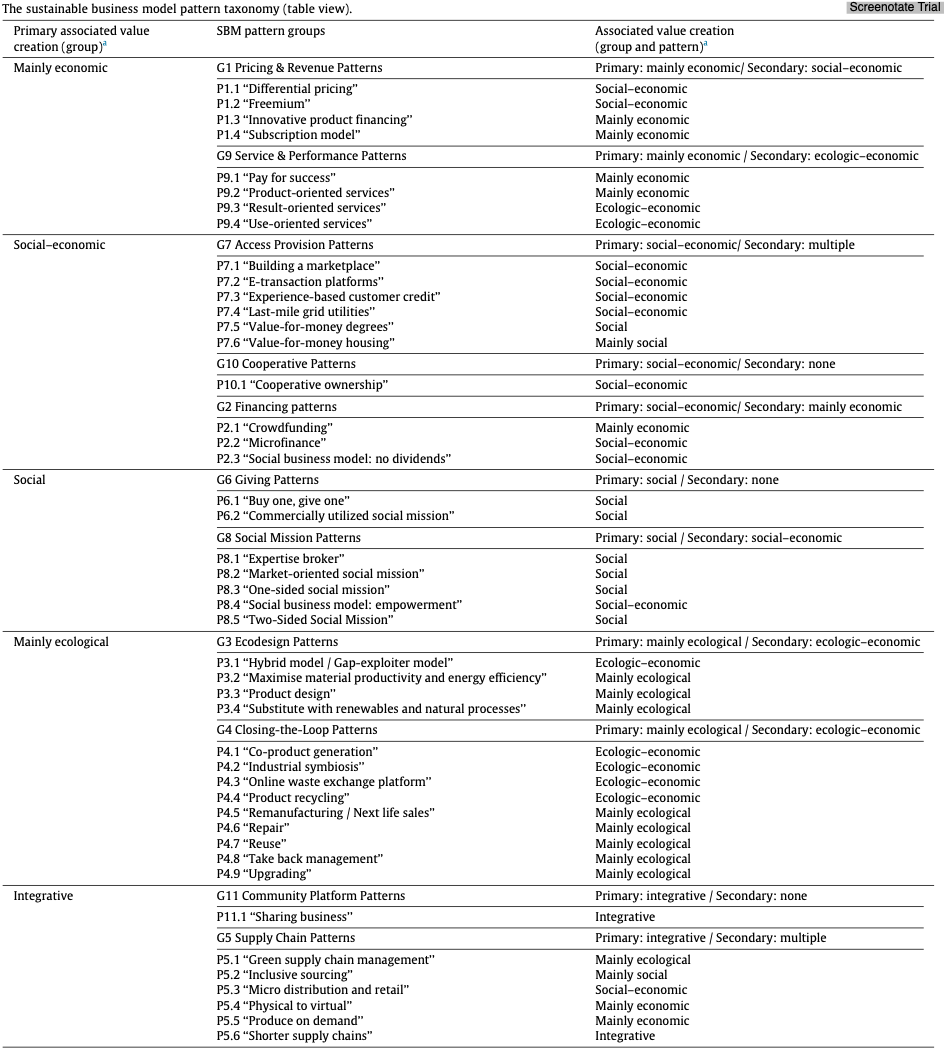 The sustainable business model pattern taxonomy (table view).
Screenotate Trial
Primary associated value creation (group)a SBM pattern groups Associated value creation (group and pattern)a
Mainly economic G1 Pricing & Revenue Patterns Primary: mainly economic/ Secondary: social–economic
P1.1 “Differential pricing” Social–economic
P1.2 “Freemium” Social–economic
P1.3 “Innovative product financing” Mainly economic
P1.4 “Subscription model” Mainly economic
G9 Service & Performance Patterns Primary: mainly economic / Secondary: ecologic–economic
P9.1 “Pay for success” Mainly economic
P9.2 “Product-oriented services” Mainly economic
P9.3 “Result-oriented services” Ecologic–economic
P9.4 “Use-oriented services” Ecologic–economic
Social–economic G7 Access Provision Patterns Primary: social–economic/ Secondary: multiple
P7.1 “Building a marketplace” Social–economic
P7.2 “E-transaction platforms” Social–economic
P7.3 “Experience-based customer credit” Social–economic
P7.4 “Last-mile grid utilities” Social–economic
P7.5 “Value-for-money degrees” Social
P7.6 “Value-for-money housing” Mainly social
G10 Cooperative Patterns Primary: social–economic/ Secondary: none
P10.1 “Cooperative ownership” Social–economic
G2 Financing patterns Primary: social–economic/ Secondary: mainly economic
P2.1 “Crowdfunding” Mainly economic
P2.2 “Microfinance” Social–economic
P2.3 “Social business model: no dividends” Social–economic
Social G6 Giving Patterns Primary: social / Secondary: none
P6.1 “Buy one, give one” Social
P6.2 “Commercially utilized social mission” Social
G8 Social Mission Patterns Primary: social / Secondary: social–economic
P8.1 “Expertise broker” Social
P8.2 “Market-oriented social mission” Social
P8.3 “One-sided social mission” Social
P8.4 “Social business model: empowerment” Social–economic
P8.5 “Two-Sided Social Mission” Social
Mainly ecological G3 Ecodesign Patterns Primary: mainly ecological / Secondary: ecologic–economic
P3.1 “Hybrid model / Gap-exploiter model” Ecologic–economic
P3.2 “Maximise material productivity and energy efficiency” Mainly ecological
P3.3 “Product design” Mainly ecological
P3.4 “Substitute with renewables and natural processes” Mainly ecological
G4 Closing-the-Loop Patterns Primary: mainly ecological / Secondary: ecologic–economic
P4.1 “Co-product generation” Ecologic–economic
P4.2 “Industrial symbiosis” Ecologic–economic
P4.3 “Online waste exchange platform” Ecologic–economic
P4.4 “Product recycling” Ecologic–economic
P4.5 “Remanufacturing / Next life sales” Mainly ecological
P4.6 “Repair” Mainly ecological
P4.7 “Reuse” Mainly ecological
P4.8 “Take back management” Mainly ecological
P4.9 “Upgrading” Mainly ecological
Integrative G11 Community Platform Patterns Primary: integrative / Secondary: none
P11.1 “Sharing business” Integrative
G5 Supply Chain Patterns Primary: integrative / Secondary: multiple
P5.1 “Green supply chain management” Mainly ecological
P5.2 “Inclusive sourcing” Mainly social
P5.3 “Micro distribution and retail” Social–economic
P5.4 “Physical to virtual” Mainly economic
P5.5 “Produce on demand” Mainly economic
P5.6 “Shorter supply chains” Integrative